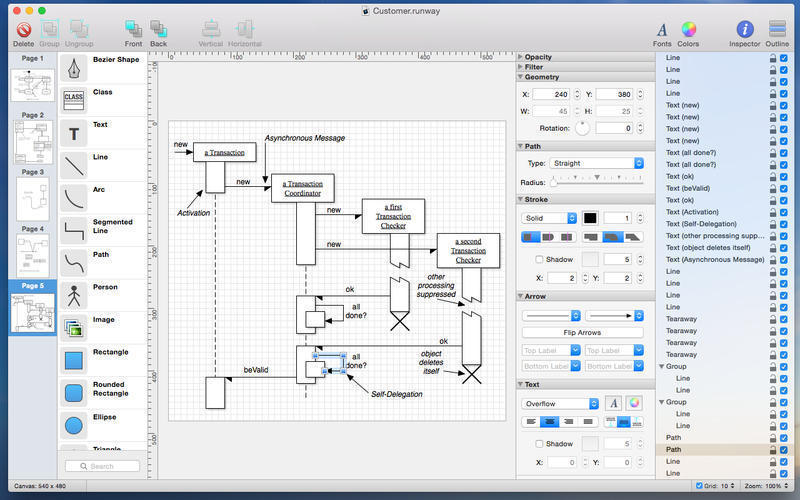 Customer.runway
Delete Group Ungroup Front Back Vertical Horizontal Fonts Colors Inspector Outline
Page 1
Page 2
Page 3
Page 4
Page 5
Bezier Shape
CLASS
Class
T
Text
Line
Arc
Segmented
Line
Path
Person
Image
Rectangle
Rounded
Rectangle
Ellipse
Triangle
Search
0 100 200 300 400 500
-100
0
100
200
300
400
500
Asynchronous Message
new
a Transaction
new
a Transaction
Coordinator
Activation
new
a first
Transaction
Checker
new
a second
Transaction
Checker
other
processing
suppressed
ok
all
done?
ok
all
done?
object
deletes
itself
beValid
Self-Delegation
Opacity
Filter
Geometry
X: 240 Y: 380
W: 45 H: 25
Rotation: 0
Path
Type: Straight
Radius:
Stroke
Solid 1
Shadow 5
X: 2 Y: 2
Arrow
Flip Arrows
Top Label Top Label
Bottom Label Bottom Label
Text
Overflow A
Shadow 5
X: 0 Y: 0
Line
Line
Line
Line
Text (new)
Text (new)
Text (new)
Text (new)
Text (all done?)
Text (all done?)
Text (ok)
Text (beValid)
Text (ok)
Text (Activation)
Text (Self-Delegation)
Text (other processing supp...
Text (object deletes itself)
Text (Asynchronous Message)
Line
Line
Line
Line
Tearaway
Tearaway
Tearaway
Tearaway
Group
Line
Line
Group
Line
Line
Path
Path
Line
Line
Canvas: 540 x 480
Grid: 10 Zoom: 100%